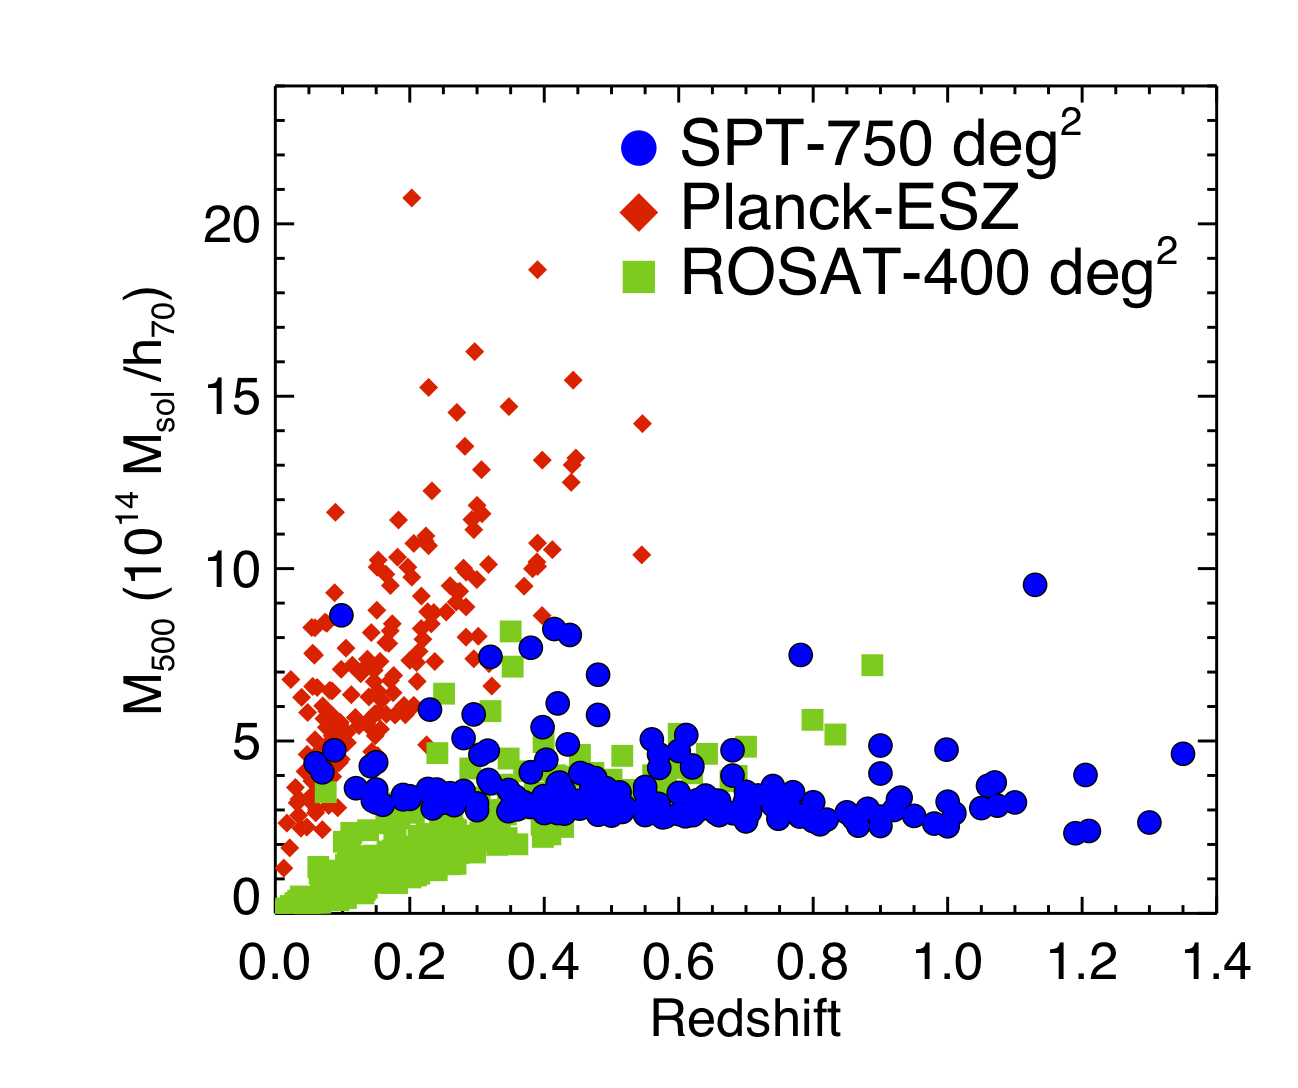 SPT-750 deg²
Planck-ESZ
ROSAT-400 deg²
20
15
10
5
0
M₅₀₀ (10¹⁴ M_sol/h₇₀)
0.0 0.2 0.4 0.6 0.8 1.0 1.2 1.4
Redshift